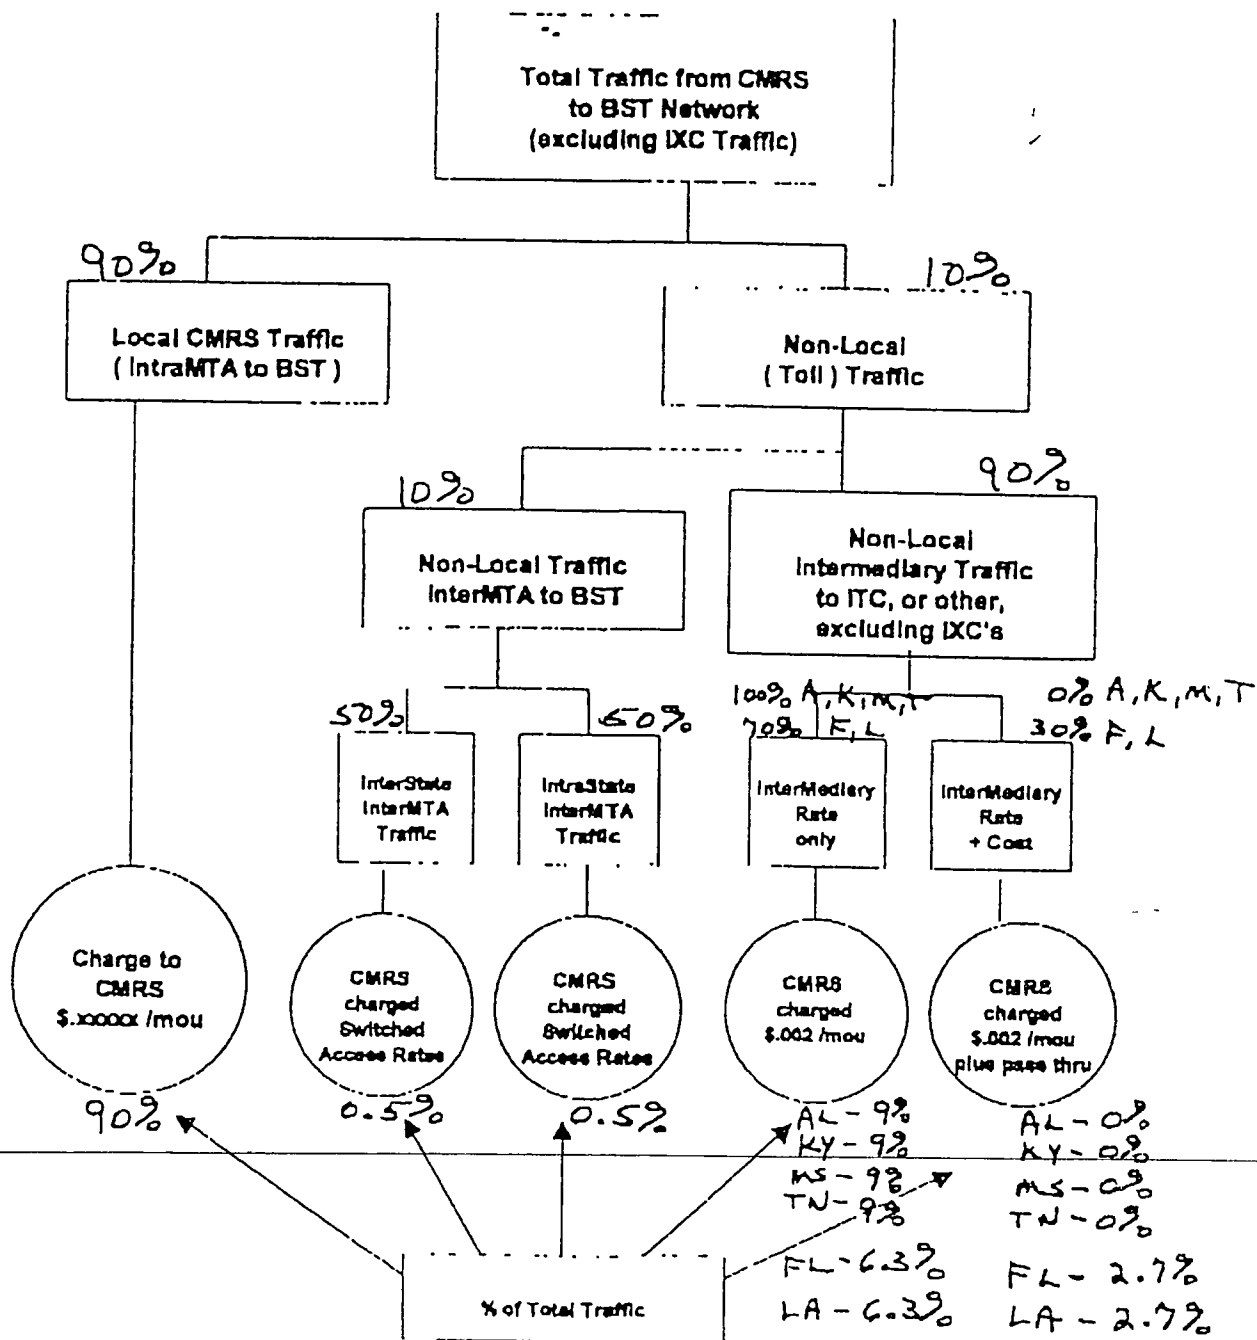 Total Traffic from CMRS
to BST Network
(excluding IXC Traffic)
90%
10%
Local CMRS Traffic
( IntraMTA to BST )
Non-Local
( Toll ) Traffic
10%
90%
Non-Local Traffic
InterMTA to BST
Non-Local
Intermediary Traffic
to ITC, or other,
excluding IXC's
50%
50%
100% A, K, M, T
70% F, L
0% A, K, M, T
30% F, L
InterState
InterMTA
Traffic
IntraState
InterMTA
Traffic
InterMediary
Rate
only
InterMediary
Rate
+ Cost
Charge to
CMRS
$.xxxxxx /mou
CMRS
charged
Switched
Access Rates
CMRS
charged
Switched
Access Rates
CMRS
charged
$.002 /mou
CMRS
charged
$.002 /mou
plus pass thru
90%
0.5%
0.5%
AL - 9%
KY - 9%
MS - 9%
TN - 9%
FL - 6.3%
LA - 6.3%
AL - 0%
KY - 0%
MS - 0%
TN - 0%
FL - 2.7%
LA - 2.7%
% of Total Traffic